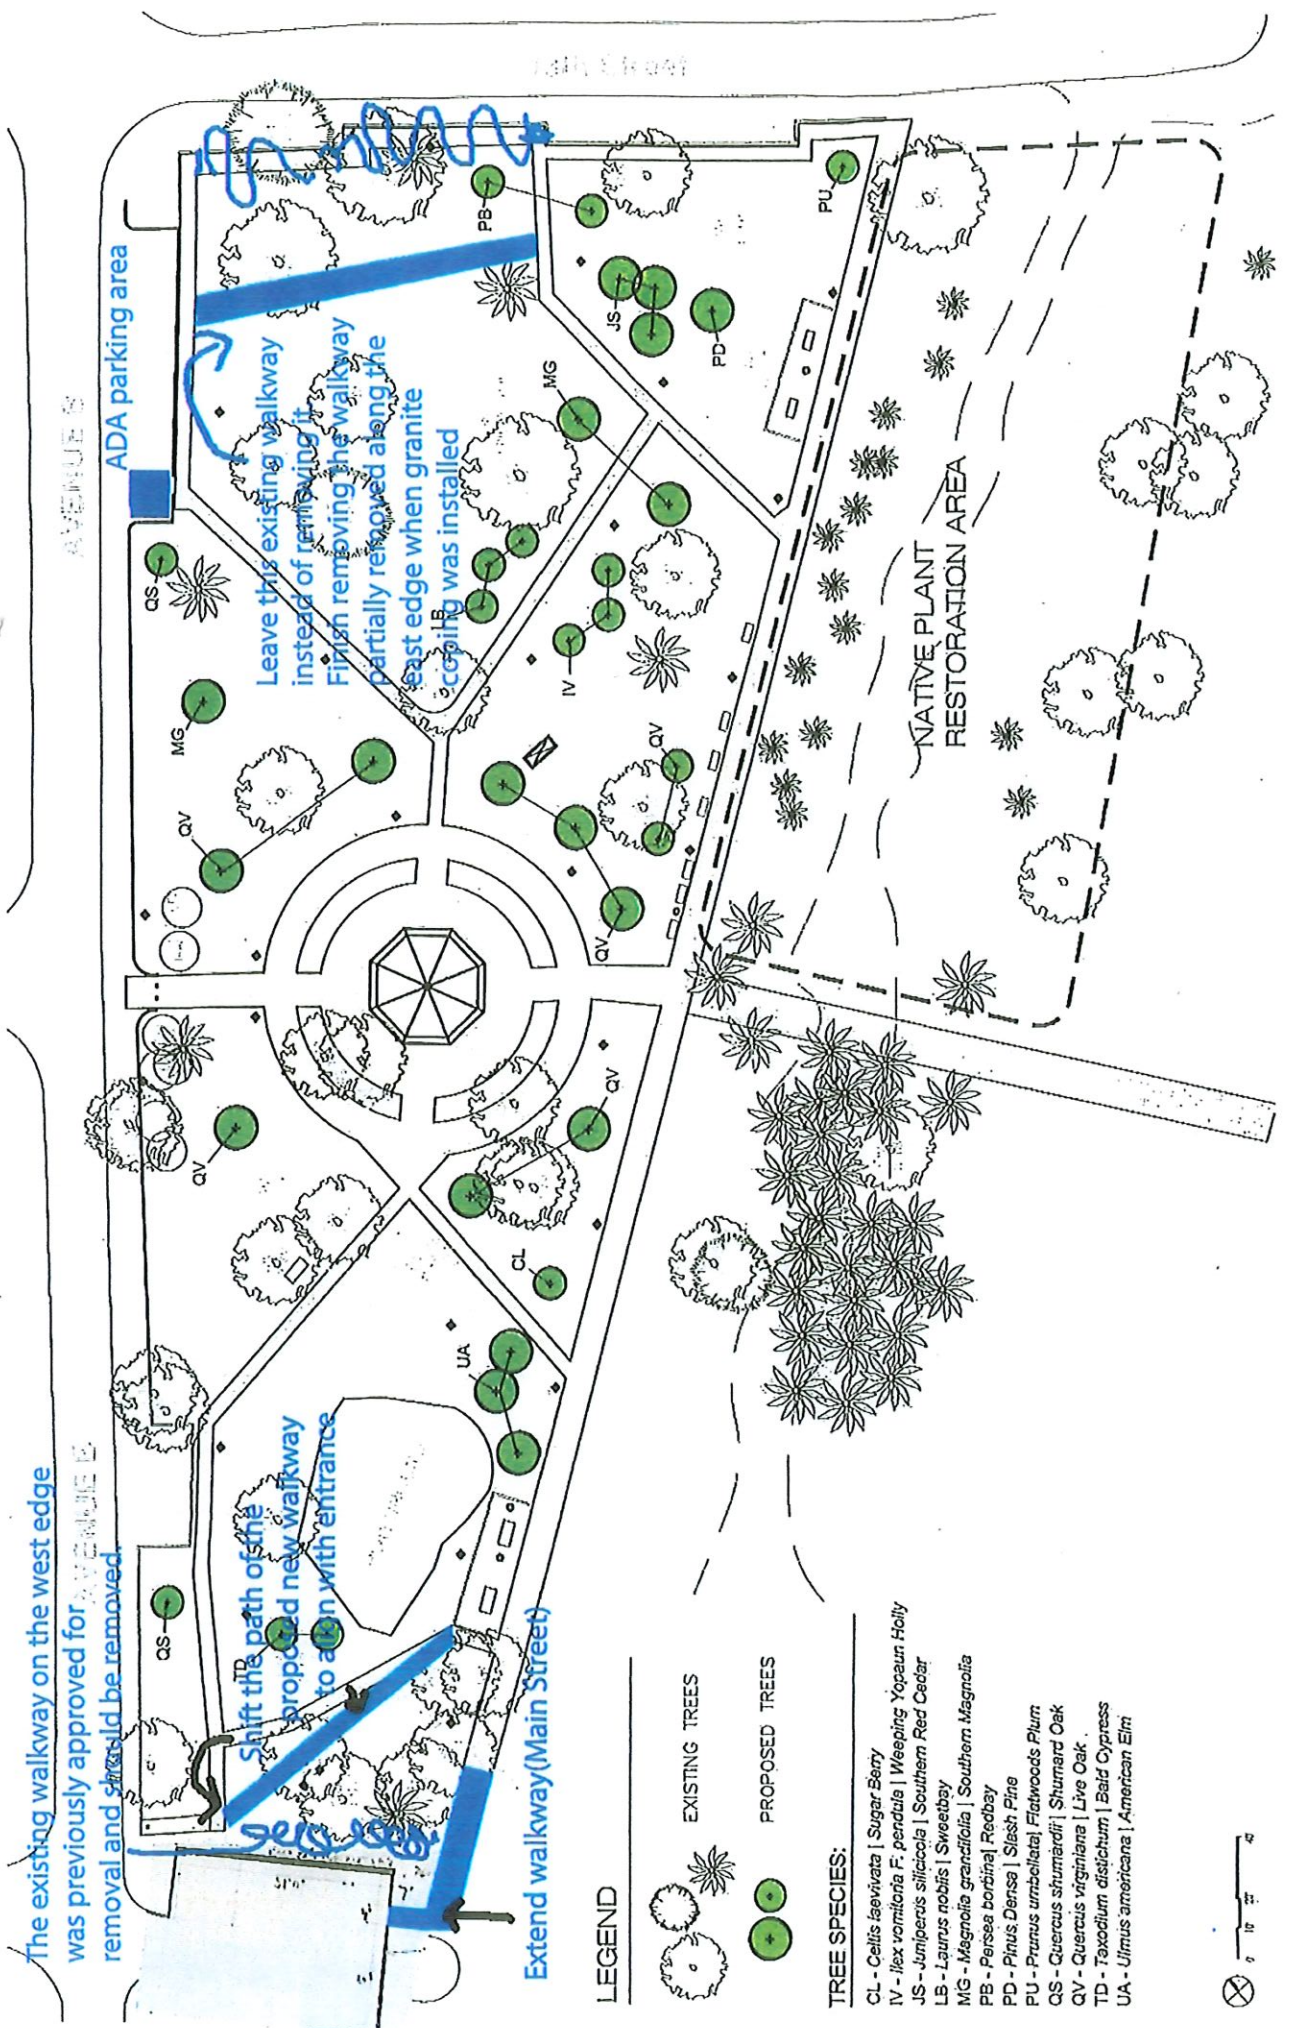 The existing walkway on the west edge
was previously approved for
removal and should be removed.
AVENUE E
AVENUE E
ADA parking area
Leave this existing walkway
instead of removing it
Finish removing the walkway
partially removed along the
east edge when granite
coping was installed
Shift the path of the
proposed new walkway
to align with entrance
Extend walkway(Main Street)
QS
TD
UA
CL
QV
QV
QV
MG
QS
QV
QV
IV
LB
MG
JS
PD
PB
PU
NATIVE PLANT
RESTORATION AREA
LEGEND
EXISTING TREES
PROPOSED TREES
TREE SPECIES:
CL - Celtis laevivata | Sugar Berry
IV - Ilex vomitoria F. pendula | Weeping Yopaun Holly
JS - Juniperus silicicola | Southern Red Cedar
LB - Laurus nobilis | Sweetbay
MG - Magnolia grandifolia | Southern Magnolia
PB - Persea borbina| Redbay
PD - Pinus Densa | Slash Pine
PU - Prunus umbellata| Flatwoods Plum
QS - Quercus shumardii | Shumard Oak
QV - Quercus virginiana | Live Oak
TD - Taxodium distichum | Bald Cypress
UA - Ulmuis americana | American Elm